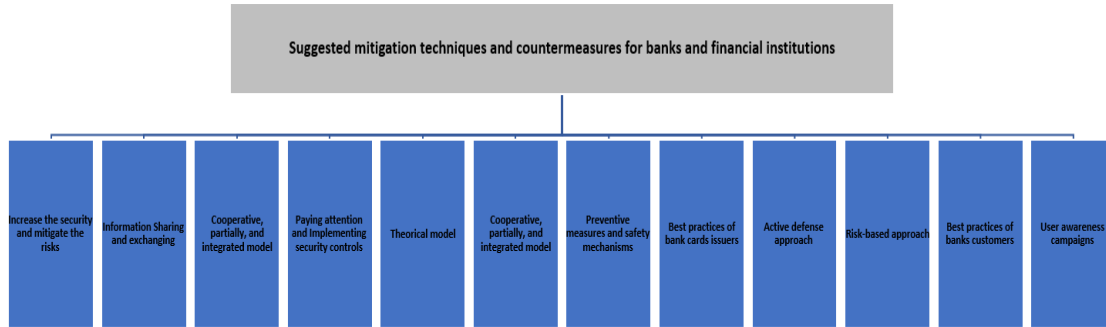 Suggested mitigation techniques and countermeasures for banks and financial institutions
Increase the security
and mitigate the
risks
Information Sharing
and exchanging
Cooperative,
partially, and
integrated model
Paying attention
and Implementing
security controls
Theorical model
Cooperative,
partially, and
integrated model
Preventive
measures and safety
mechanisms
Best practices of
bank cards issuers
Active defense
approach
Risk-based approach
Best practices of
banks customers
User awareness
campaigns